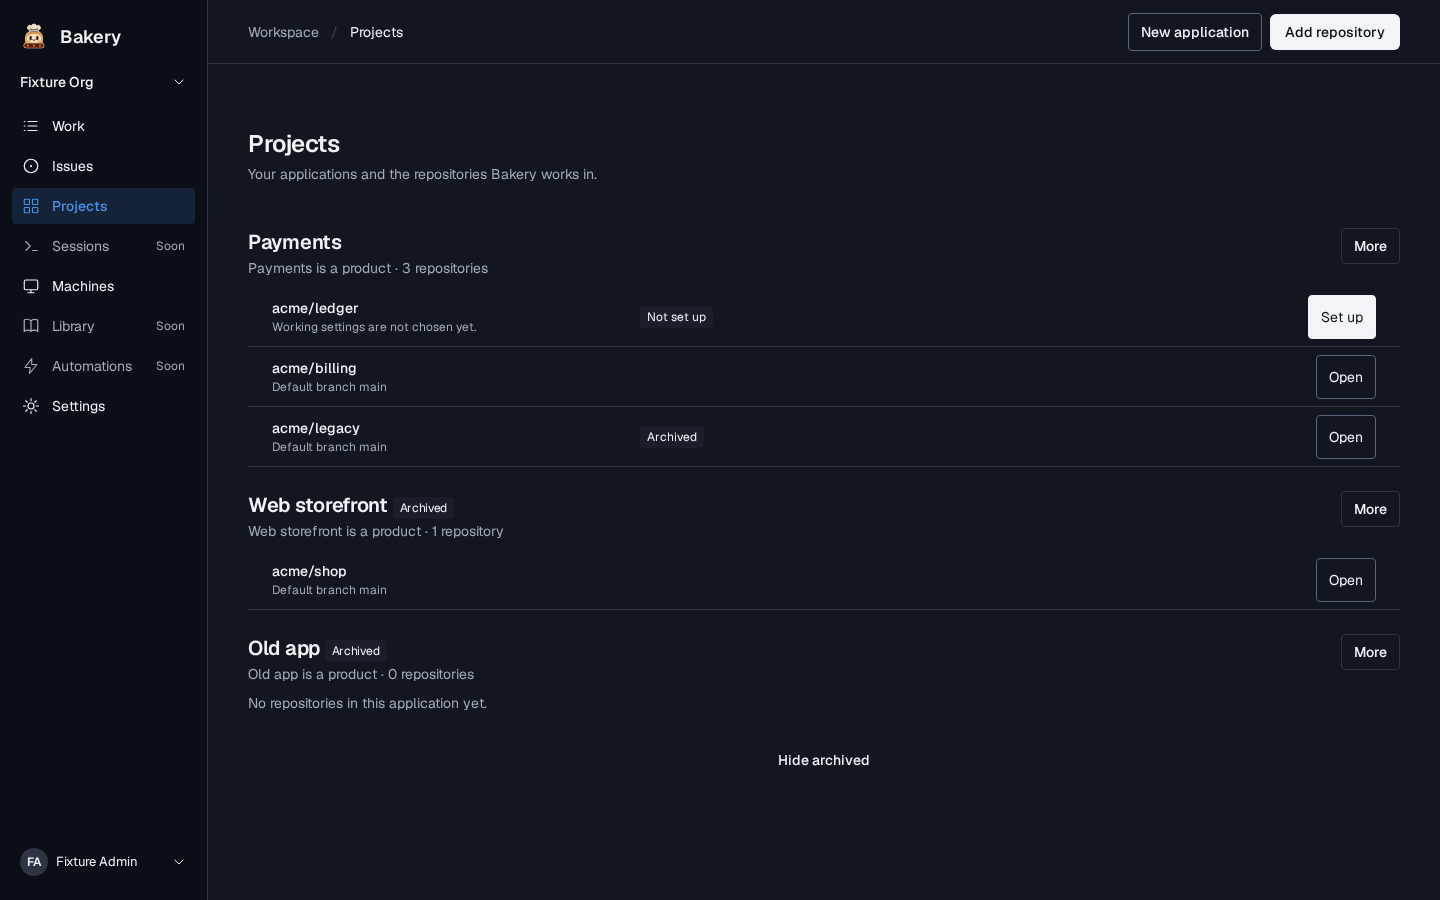 Bakery
Fixture Org
Work
Issues
Projects
Sessions Soon
Machines
Library Soon
Automations Soon
Settings
FA Fixture Admin
Workspace / Projects
New application
Add repository
Projects
Your applications and the repositories Bakery works in.
Payments
More
Payments is a product · 3 repositories
acme/ledger
Working settings are not chosen yet.
Not set up
Set up
acme/billing
Default branch main
Open
acme/legacy
Default branch main
Archived
Open
Web storefront Archived
More
Web storefront is a product · 1 repository
acme/shop
Default branch main
Open
Old app Archived
More
Old app is a product · 0 repositories
No repositories in this application yet.
Hide archived